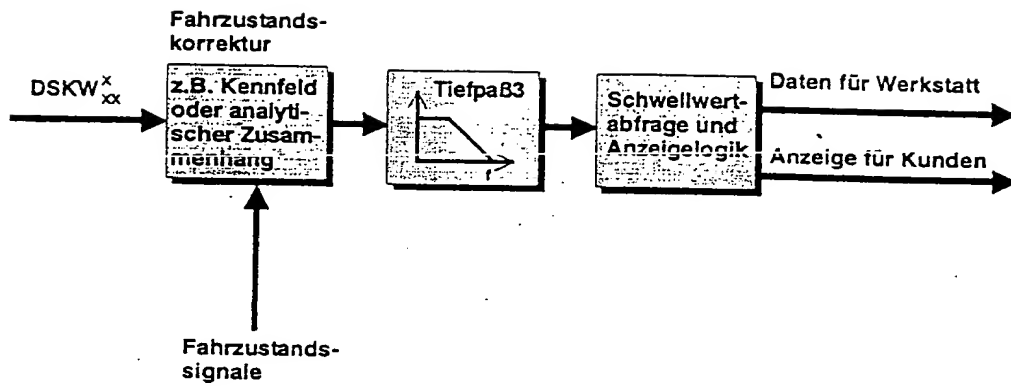 Fahrzustands-
korrektur
DSKW x xx
z.B. Kennfeld
oder analyti-
scher Zusam-
menhang
Tiefpaß3
f
Schwellwert-
abfrage und
Anzeigelogik
Daten für Werkstatt
Anzeige für Kunden
Fahrzustands-
signale